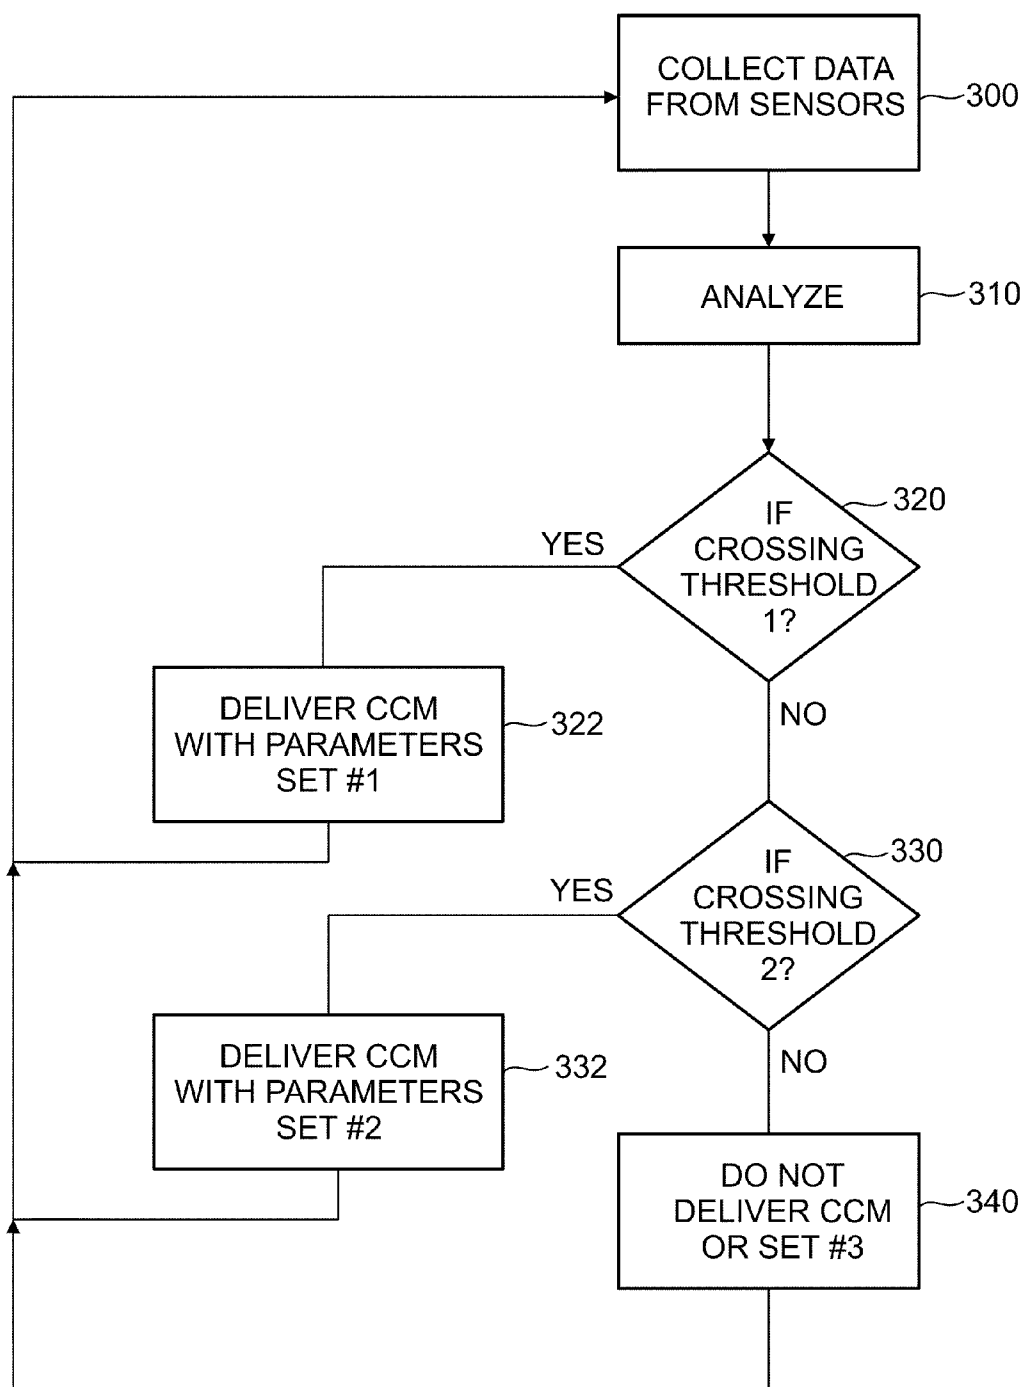 COLLECT DATA
FROM SENSORS
300
ANALYZE
310
320
IF
CROSSING
THRESHOLD
1?
YES
NO
DELIVER CCM
WITH PARAMETERS
SET #1
322
330
IF
CROSSING
THRESHOLD
2?
YES
NO
DELIVER CCM
WITH PARAMETERS
SET #2
332
DO NOT
DELIVER CCM
OR SET #3
340